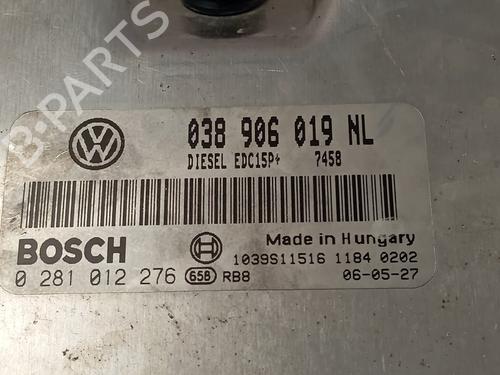 B-PARTS
038 906 019 NL
DIESEL EDC15P+ 7458
BOSCH
Made in Hungary
1039S11516 1184 0202
0 281 012 276 65B RB8 06-05-27